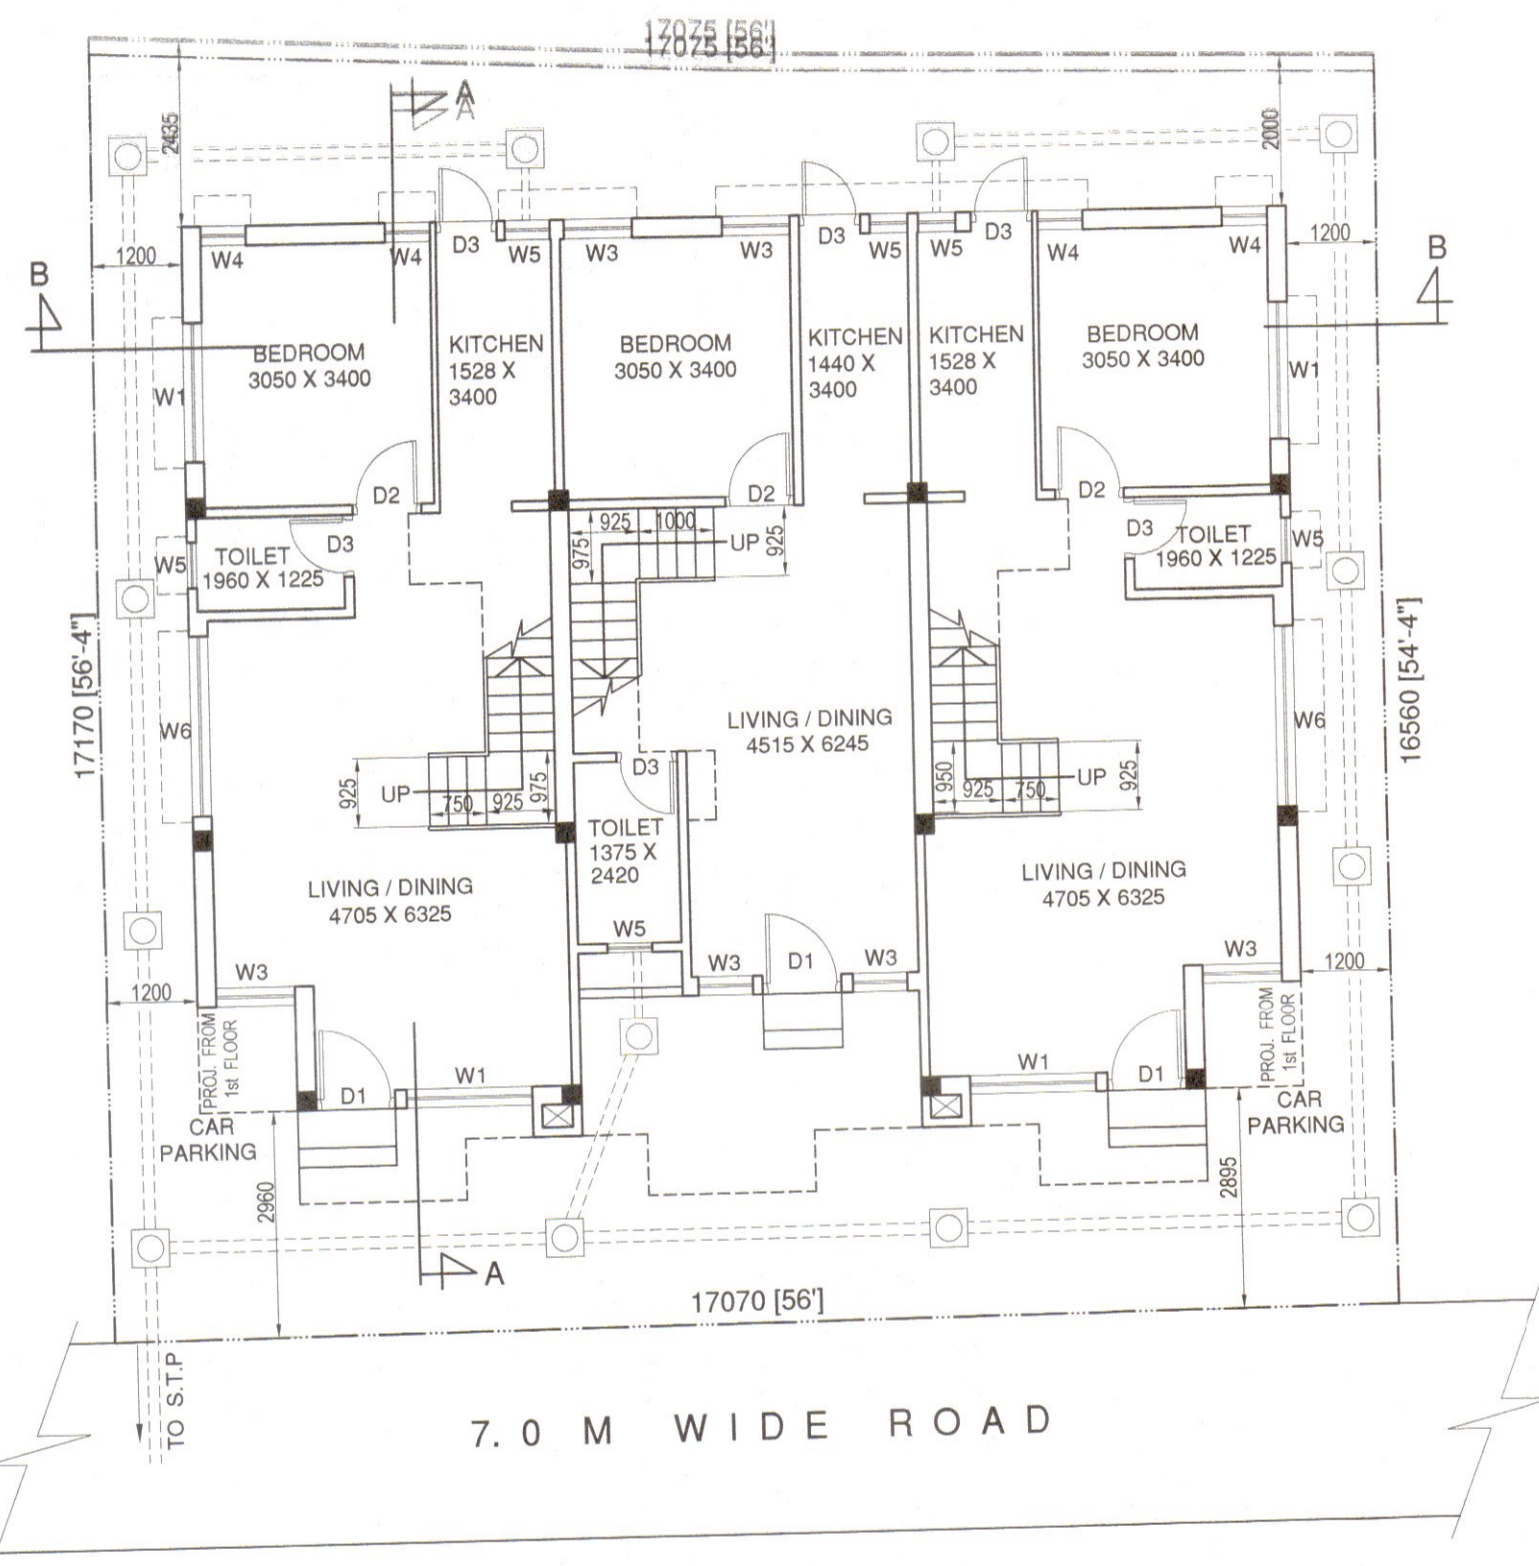 17075 [56']
17075 [56']
A
A
2435
2000
1200
1200
B
B
W4
W4
D3
W5
W3
W3
D3
W5
W5
D3
W4
W4
BEDROOM
3050 X 3400
KITCHEN
1528 X
3400
BEDROOM
3050 X 3400
KITCHEN
1440 X
3400
KITCHEN
1528 X
3400
BEDROOM
3050 X 3400
W1
W1
D2
D2
D2
925
1000
975
UP
925
D3
TOILET
1960 X 1225
W5
D3
TOILET
1960 X 1225
W5
17170 [56'-4"]
16560 [54'-4"]
W6
W6
LIVING / DINING
4515 X 6245
D3
925
UP
750
925
975
950
925
750
UP
925
TOILET
1375 X
2420
W5
LIVING / DINING
4705 X 6325
LIVING / DINING
4705 X 6325
W3
W3
D1
W3
W3
1200
1200
PROJ. FROM
1st FLOOR
PROJ. FROM
1st FLOOR
D1
W1
W1
D1
CAR
PARKING
CAR
PARKING
2960
2895
A
17070 [56']
TO S.T.P
7.0 M WIDE ROAD